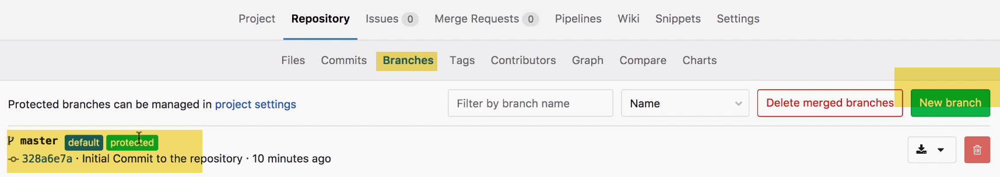 Project Repository Issues 0 Merge Requests 0 Pipelines Wiki Snippets Settings
Files Commits Branches Tags Contributors Graph Compare Charts
Protected branches can be managed in project settings Filter by branch name Name Delete merged branches New branch
master default protected
328a6e7a · Initial Commit to the repository · 10 minutes ago